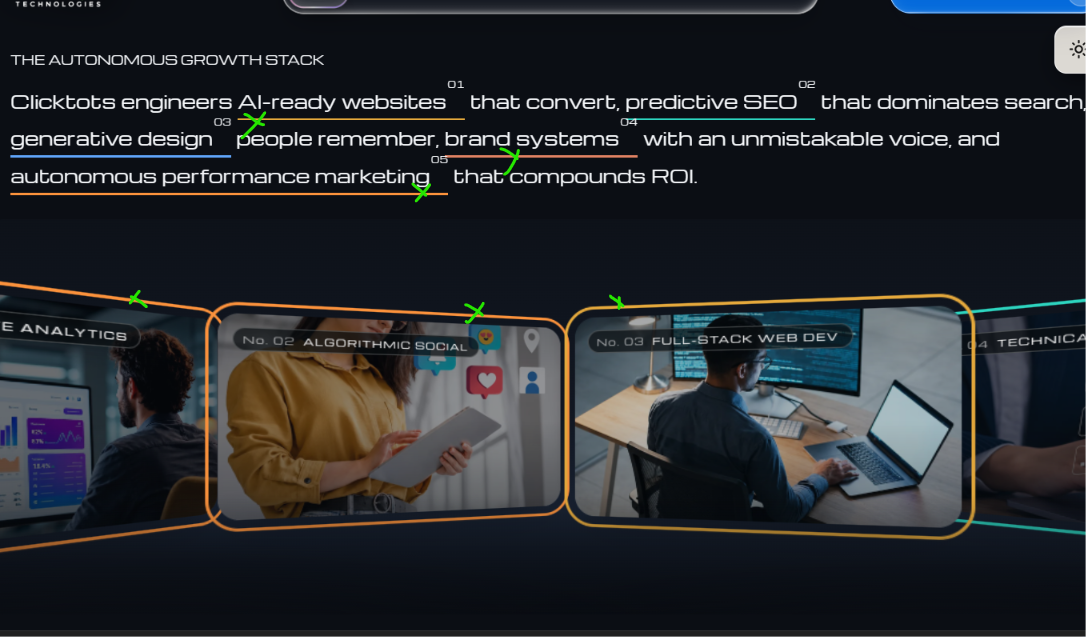 TECHNOLOGIES
THE AUTONOMOUS GROWTH STACK
Clicktots engineers AI-ready websites 01 that convert, predictive SEO 02 that dominates search,
generative design 03 people remember, brand systems 04 with an unmistakable voice, and
autonomous performance marketing 05 that compounds ROI.
E ANALYTICS
No. 02 ALGORITHMIC SOCIAL
No. 03 FULL-STACK WEB DEV
04 TECHNICA